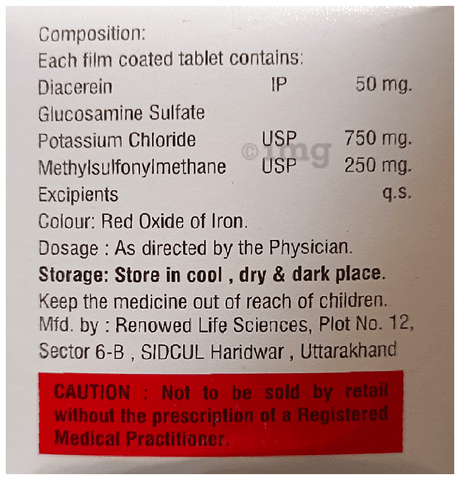 Composition:
Each film coated tablet contains:
Diacerein IP 50 mg.
Glucosamine Sulfate
Potassium Chloride USP 750 mg.
Methylsulfonylmethane USP 250 mg.
©1mg
Excipients q.s.
Colour: Red Oxide of Iron.
Dosage : As directed by the Physician.
Storage: Store in cool , dry & dark place.
Keep the medicine out of reach of children.
Mfd. by : Renowed Life Sciences, Plot No. 12,
Sector 6-B , SIDCUL Haridwar , Uttarakhand
CAUTION : Not to be sold by retail
without the prescription of a Registered
Medical Practitioner.